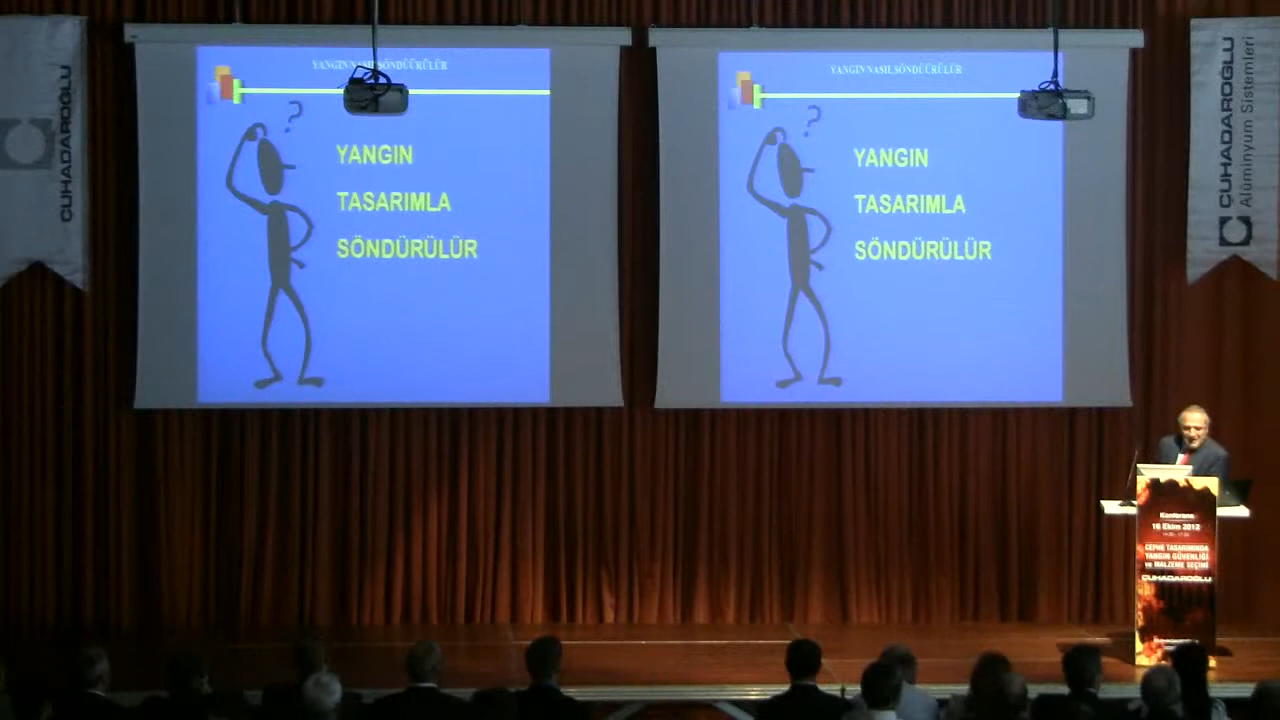 ÇUHADAROĞLU
YANGIN NASIL SÖNDÜRÜLÜR
YANGIN
TASARIMLA
SÖNDÜRÜLÜR
YANGIN NASIL SÖNDÜRÜLÜR
YANGIN
TASARIMLA
SÖNDÜRÜLÜR
ÇUHADAROĞLU
Alüminyum Sistemleri
Konferans
16 Ekim 2012
CEPHE TASARIMINDA
YANGIN GÜVENLİĞİ
ve MALZEME SEÇİMİ
ÇUHADAROĞLU